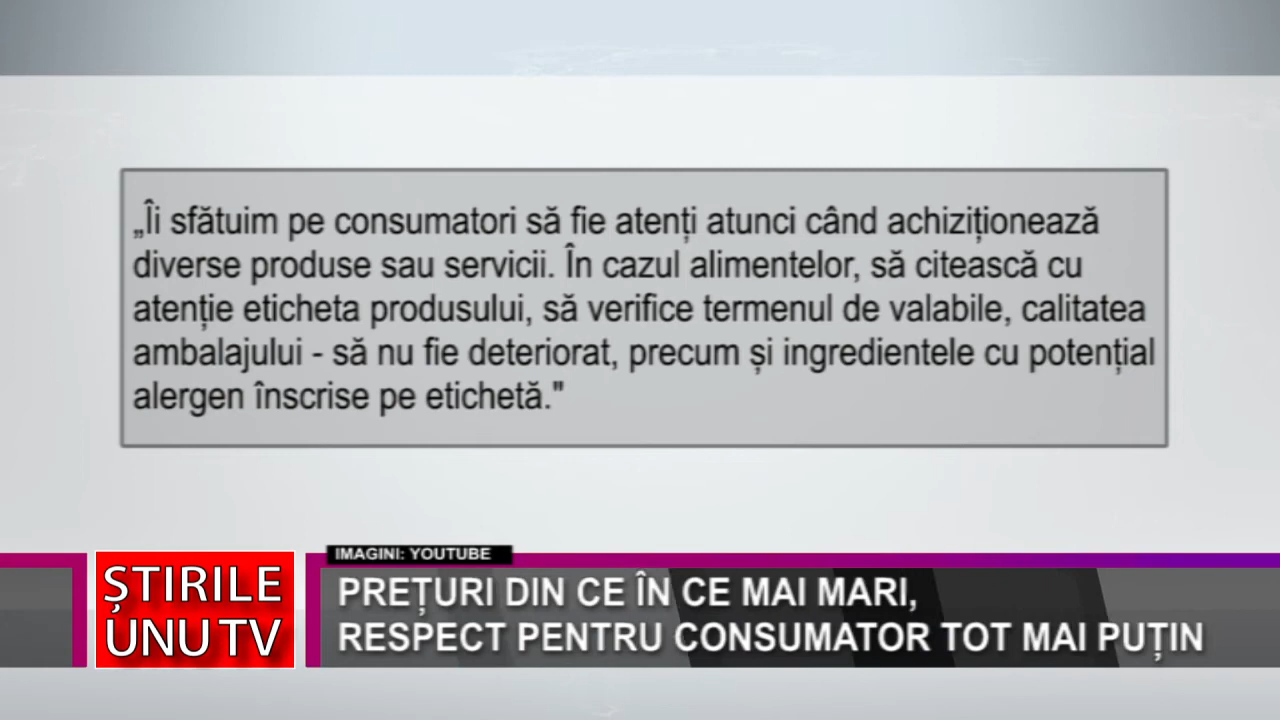 „Îi sfătuim pe consumatori să fie atenți atunci când achiziționează
diverse produse sau servicii. În cazul alimentelor, să citească cu
atenție eticheta produsului, să verifice termenul de valabile, calitatea
ambalajului - să nu fie deteriorat, precum și ingredientele cu potențial
alergen înscrise pe etichetă."
IMAGINI: YOUTUBE
ȘTIRILE
UNU TV
PREȚURI DIN CE ÎN CE MAI MARI,
RESPECT PENTRU CONSUMATOR TOT MAI PUȚIN